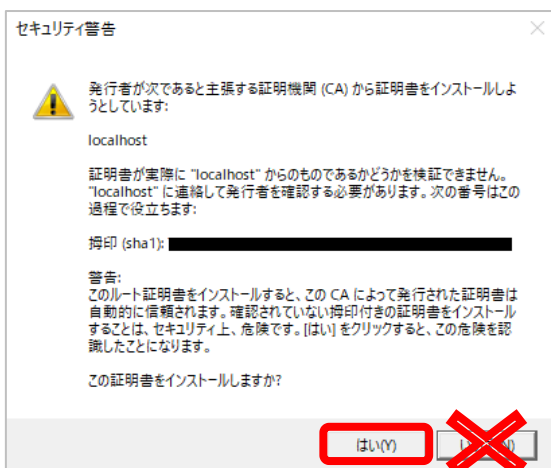 セキュリティ警告
発行者が次であると主張する証明機関 (CA) から証明書をインストールしよ
うとしています:
localhost
証明書が実際に "localhost" からのものであるかどうかを検証できません。
"localhost" に連絡して発行者を確認する必要があります。次の番号はこの
過程で役立ちます:
拇印 (sha1):
警告:
このルート証明書をインストールすると、この CA によって発行された証明書は
自動的に信頼されます。確認されていない拇印付きの証明書をインストール
することは、セキュリティ上、危険です。[はい] をクリックすると、この危険を認
識したことになります。
この証明書をインストールしますか?
はい(Y)